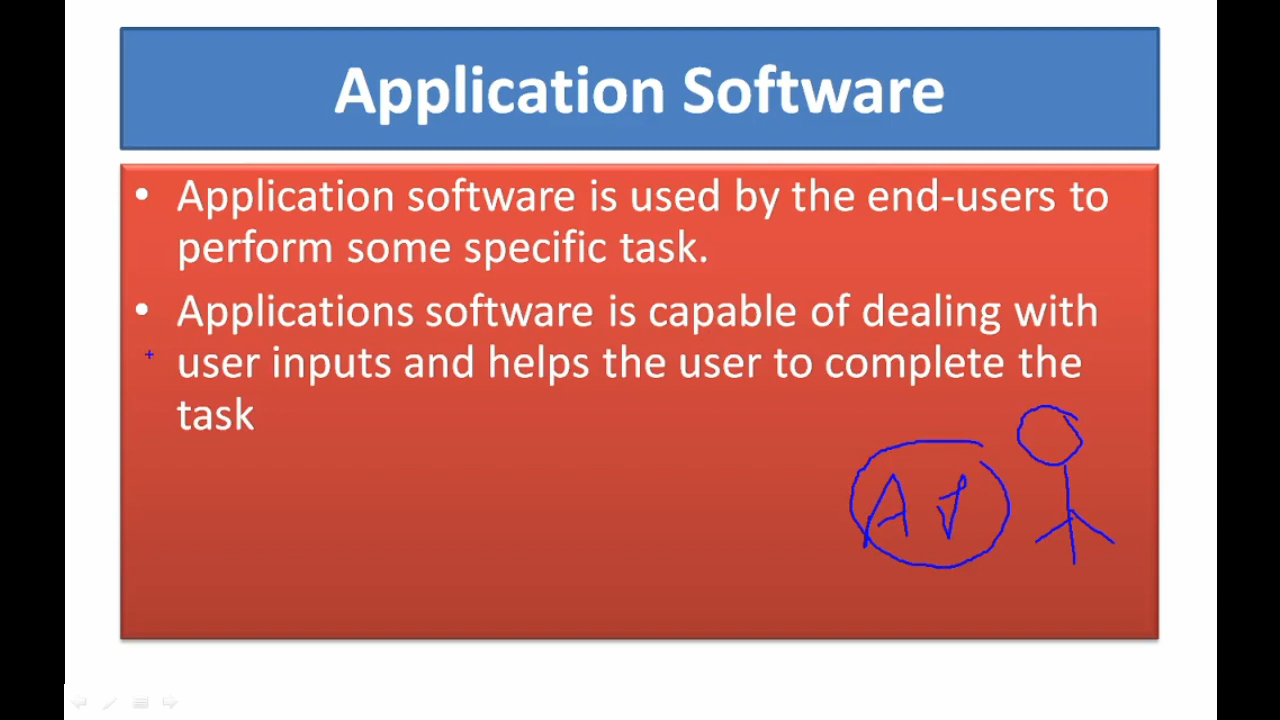 Application Software
• Application software is used by the end-users to
perform some specific task.
• Applications software is capable of dealing with
user inputs and helps the user to complete the
task
A